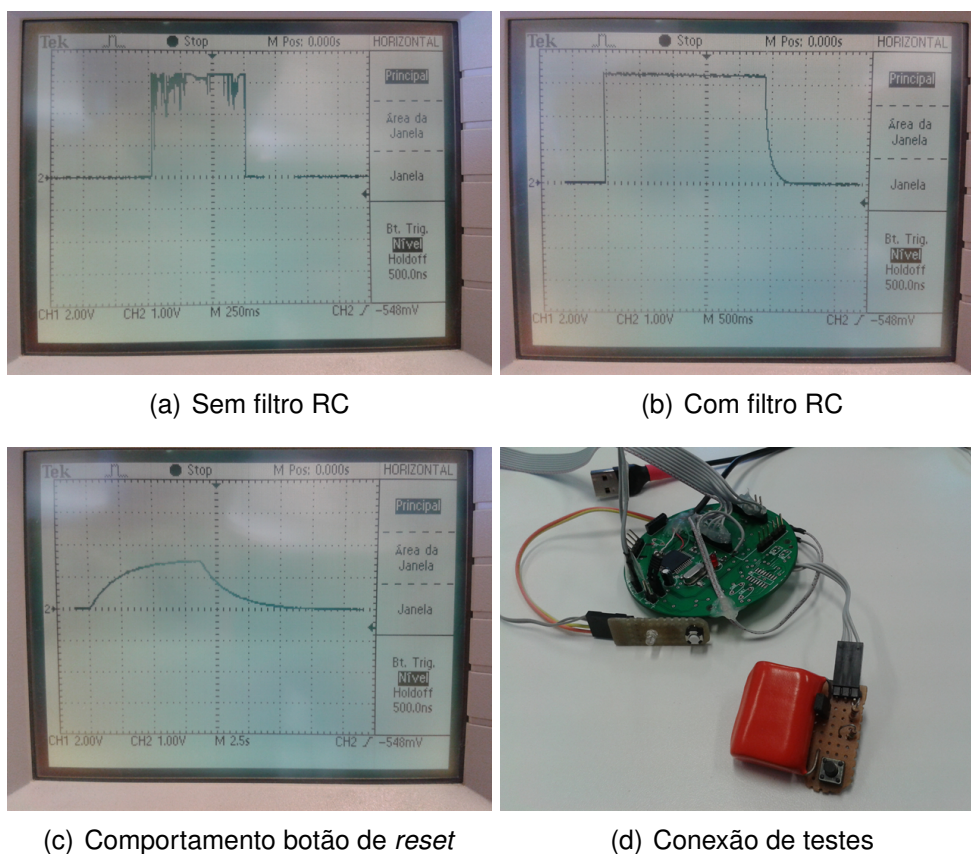 Tek Stop M Pos: 0.000s HORIZONTAL
Principal
Área da
Janela
Janela
2
Bt. Trig.
Nível
Holdoff
500.0ns
CH1 2.00V CH2 1.00V M 250ms CH2 -548mV
(a) Sem filtro RC
Tek Stop M Pos: 0.000s HORIZONTAL
Principal
Área da
Janela
Janela
2
Bt. Trig.
Nível
Holdoff
500.0ns
CH1 2.00V CH2 1.00V M 500ms CH2 -548mV
(b) Com filtro RC
Tek Stop M Pos: 0.000s HORIZONTAL
Principal
Área da
Janela
Janela
2
Bt. Trig.
Nível
Holdoff
500.0ns
CH1 2.00V CH2 1.00V M 2.5s CH2 -548mV
(c) Comportamento botão de reset
(d) Conexão de testes